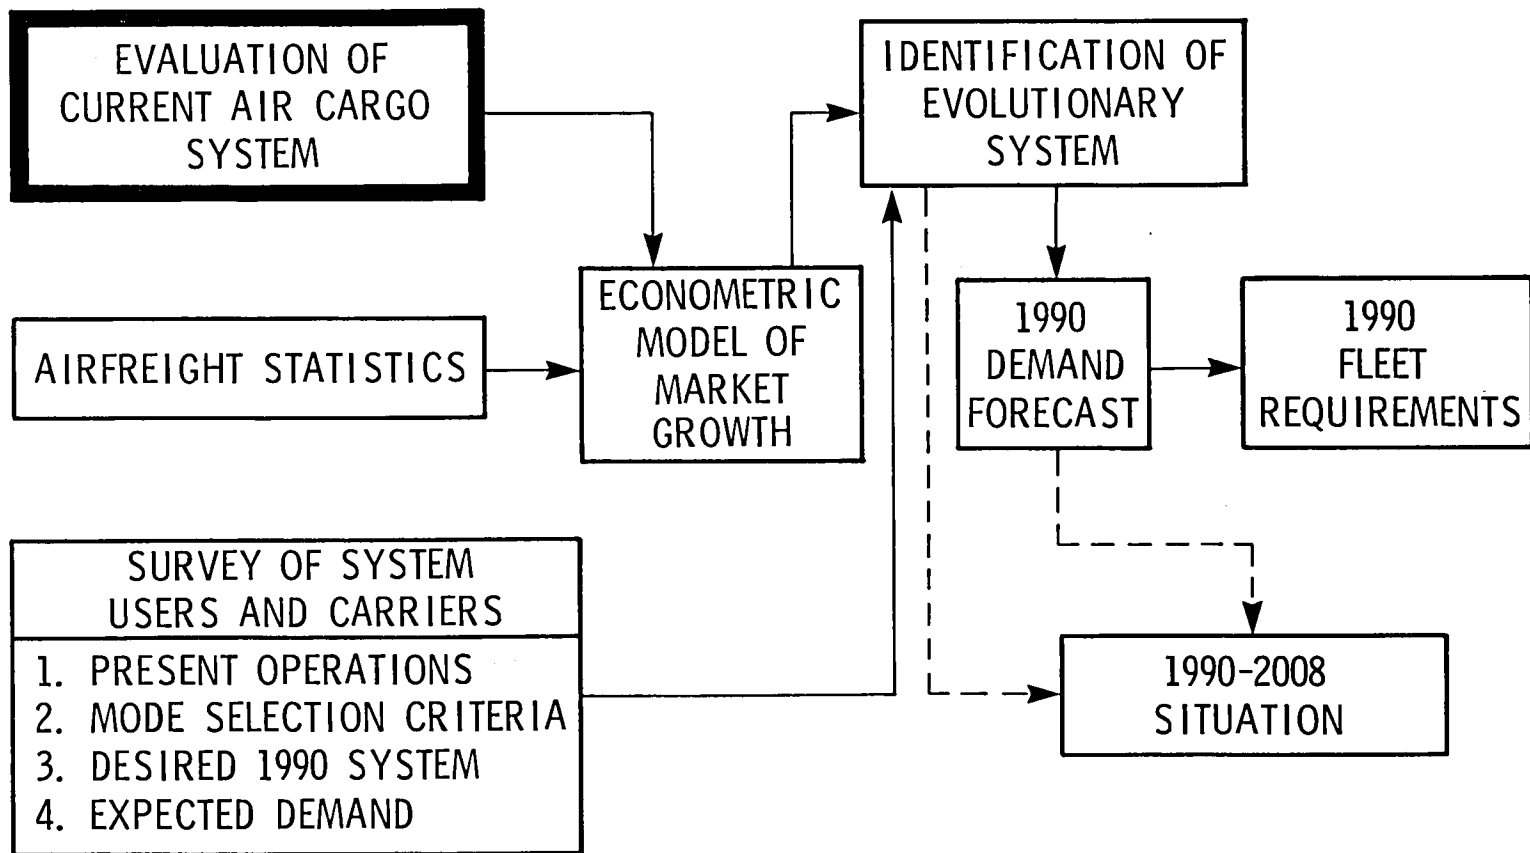 EVALUATION OF
CURRENT AIR CARGO
SYSTEM
IDENTIFICATION OF
EVOLUTIONARY
SYSTEM
AIRFREIGHT STATISTICS
ECONOMETRIC
MODEL OF
MARKET
GROWTH
1990
DEMAND
FORECAST
1990
FLEET
REQUIREMENTS
SURVEY OF SYSTEM
USERS AND CARRIERS
1. PRESENT OPERATIONS
2. MODE SELECTION CRITERIA
3. DESIRED 1990 SYSTEM
4. EXPECTED DEMAND
1990-2008
SITUATION